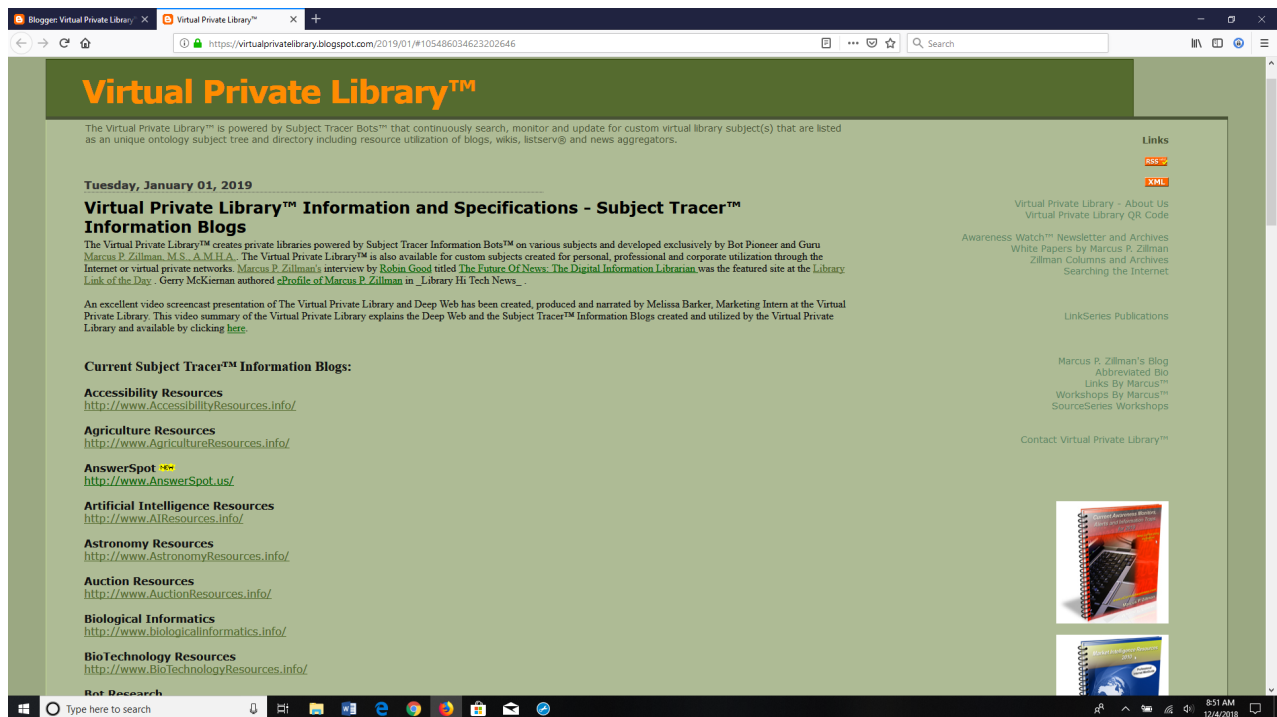 Blogger: Virtual Private Library
Virtual Private Library™
https://virtualprivatelibrary.blogspot.com/2019/01/#105486034623202646
Search
Virtual Private Library™
The Virtual Private Library™ is powered by Subject Tracer Bots™ that continuously search, monitor and update for custom virtual library subject(s) that are listed
as an unique ontology subject tree and directory including resource utilization of blogs, wikis, listserv® and news aggregators.
Tuesday, January 01, 2019
Virtual Private Library™ Information and Specifications - Subject Tracer™
Information Blogs
The Virtual Private Library™ creates private libraries powered by Subject Tracer Information Bots™ on various subjects and developed exclusively by Bot Pioneer and Guru
Marcus P. Zillman, M.S., A.M.H.A.. The Virtual Private Library™ is also available for custom subjects created for personal, professional and corporate utilization through the
Internet or virtual private networks. Marcus P. Zillman's interview by Robin Good titled The Future Of News: The Digital Information Librarian was the featured site at the Library
Link of the Day . Gerry McKiernan authored eProfile of Marcus P. Zillman in _Library Hi Tech News_ .
An excellent video screencast presentation of The Virtual Private Library and Deep Web has been created, produced and narrated by Melissa Barker, Marketing Intern at the Virtual
Private Library. This video summary of the Virtual Private Library explains the Deep Web and the Subject Tracer™ Information Blogs created and utilized by the Virtual Private
Library and available by clicking here.
Current Subject Tracer™ Information Blogs:
Accessibility Resources
http://www.AccessibilityResources.info/
Agriculture Resources
http://www.AgricultureResources.info/
AnswerSpot NEW
http://www.AnswerSpot.us/
Artificial Intelligence Resources
http://www.AIResources.info/
Astronomy Resources
http://www.AstronomyResources.info/
Auction Resources
http://www.AuctionResources.info/
Biological Informatics
http://www.biologicalinformatics.info/
BioTechnology Resources
http://www.BioTechnologyResources.info/
Bot Research
Links
RSS
XML
Virtual Private Library - About Us
Virtual Private Library QR Code
Awareness Watch™ Newsletter and Archives
White Papers by Marcus P. Zillman
Zillman Columns and Archives
Searching the Internet
LinkSeries Publications
Marcus P. Zillman's Blog
Abbreviated Bio
Links By Marcus™
Workshops By Marcus™
SourceSeries Workshops
Contact Virtual Private Library™
Type here to search
8:51 AM
12/4/2018